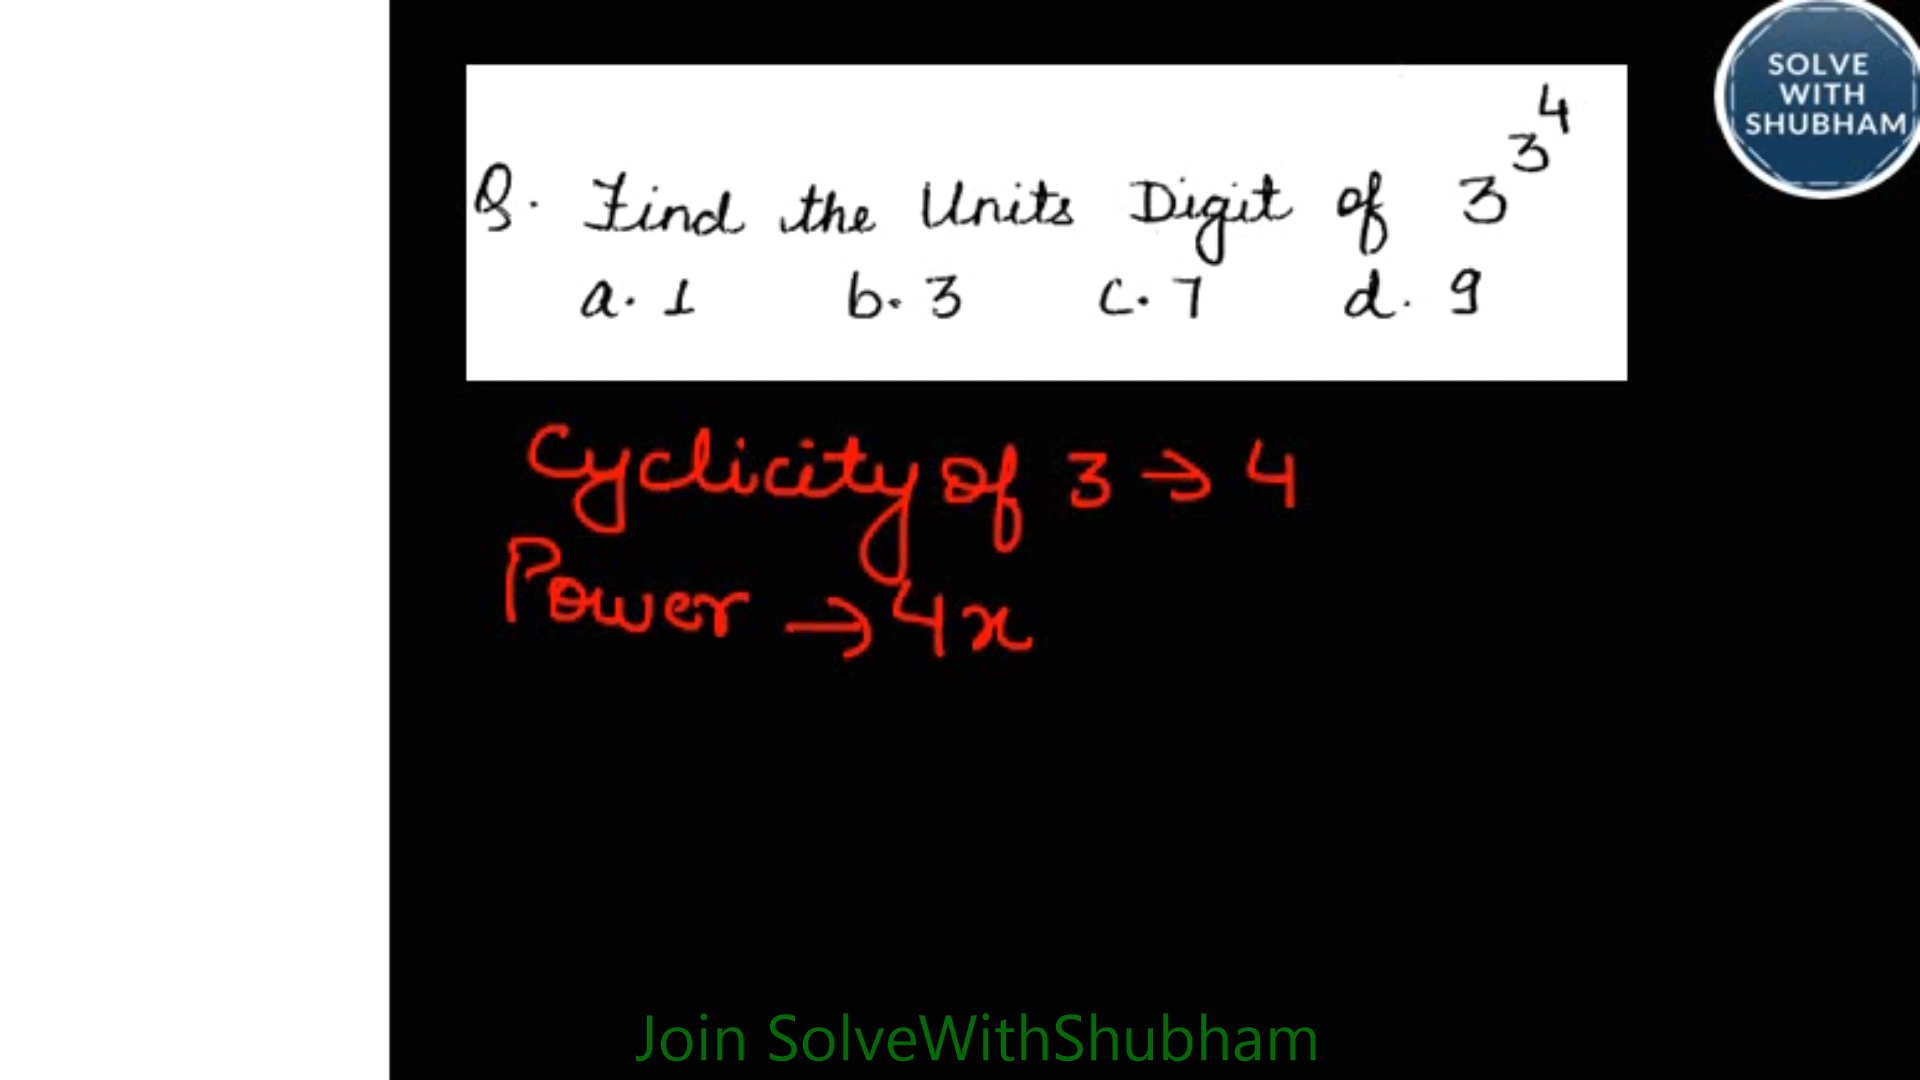 SOLVE
WITH
SHUBHAM
Q. Find the Units Digit of 3^3^4
a. 1 b. 3 c. 7 d. 9
Cyclicity of 3 → 4
Power → 4x
Join SolveWithShubham